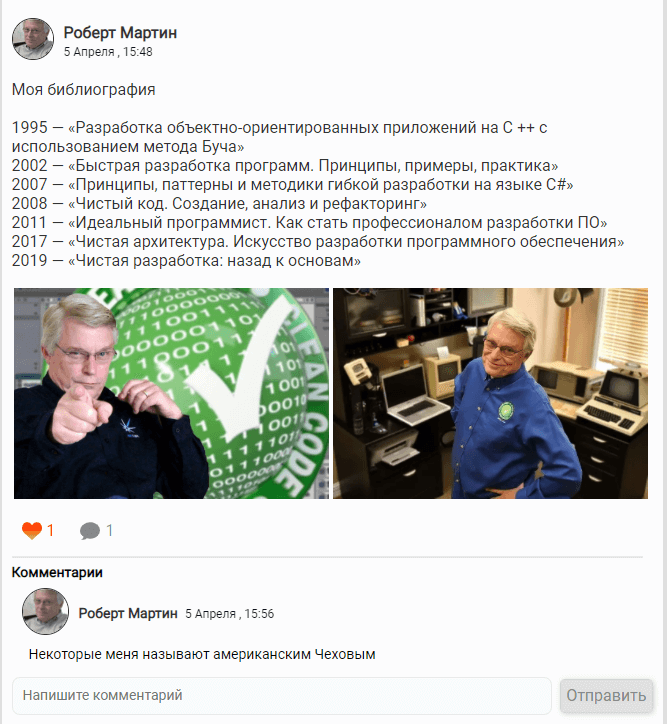 Роберт Мартин
5 Апреля , 15:48
Моя библиография
1995 — «Разработка объектно-ориентированных приложений на C ++ с
использованием метода Буча»
2002 — «Быстрая разработка программ. Принципы, примеры, практика»
2007 — «Принципы, паттерны и методики гибкой разработки на языке C#»
2008 — «Чистый код. Создание, анализ и рефакторинг»
2011 — «Идеальный программист. Как стать профессионалом разработки ПО»
2017 — «Чистая архитектура. Искусство разработки программного обеспечения»
2019 — «Чистая разработка: назад к основам»
CLEAN CODE
1
1
Комментарии
Роберт Мартин 5 Апреля , 15:56
Некоторые меня называют американским Чеховым
Напишите комментарий
Отправить